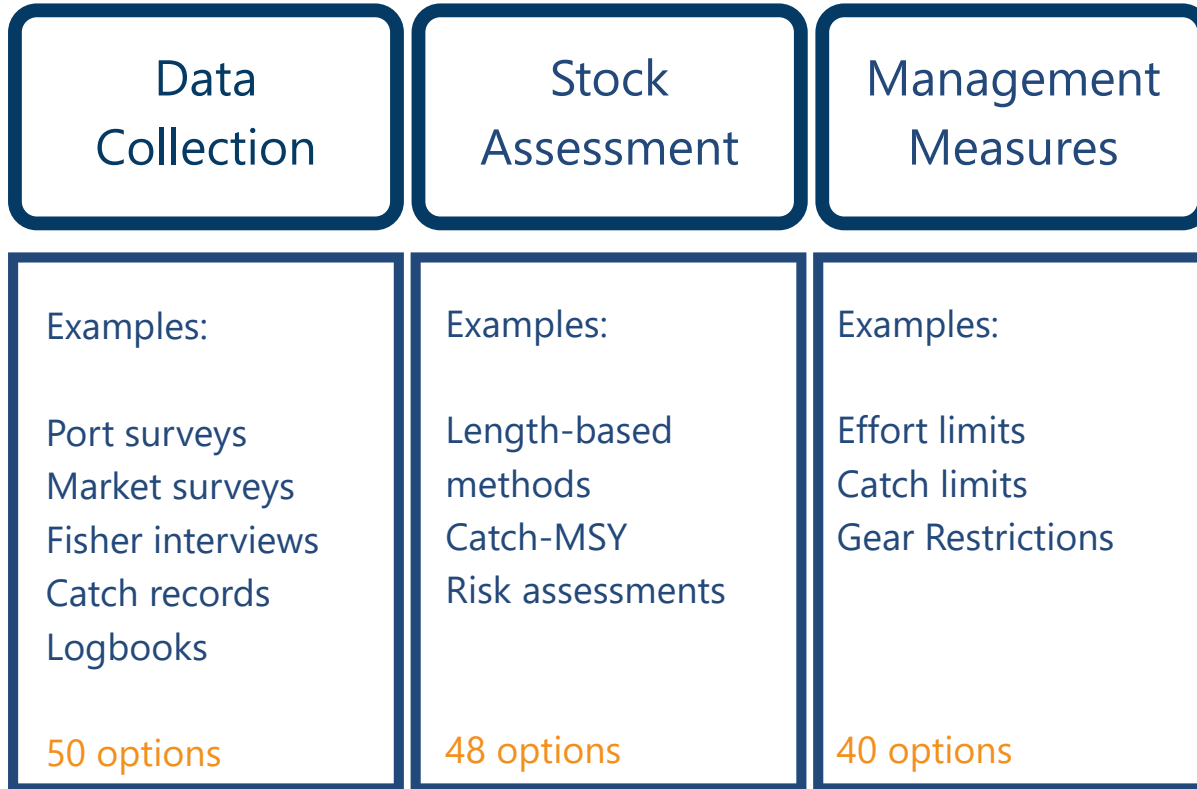 Data
Collection
Stock
Assessment
Management
Measures
Examples:
Port surveys
Market surveys
Fisher interviews
Catch records
Logbooks
50 options
Examples:
Length-based
methods
Catch-MSY
Risk assessments
48 options
Examples:
Effort limits
Catch limits
Gear Restrictions
40 options